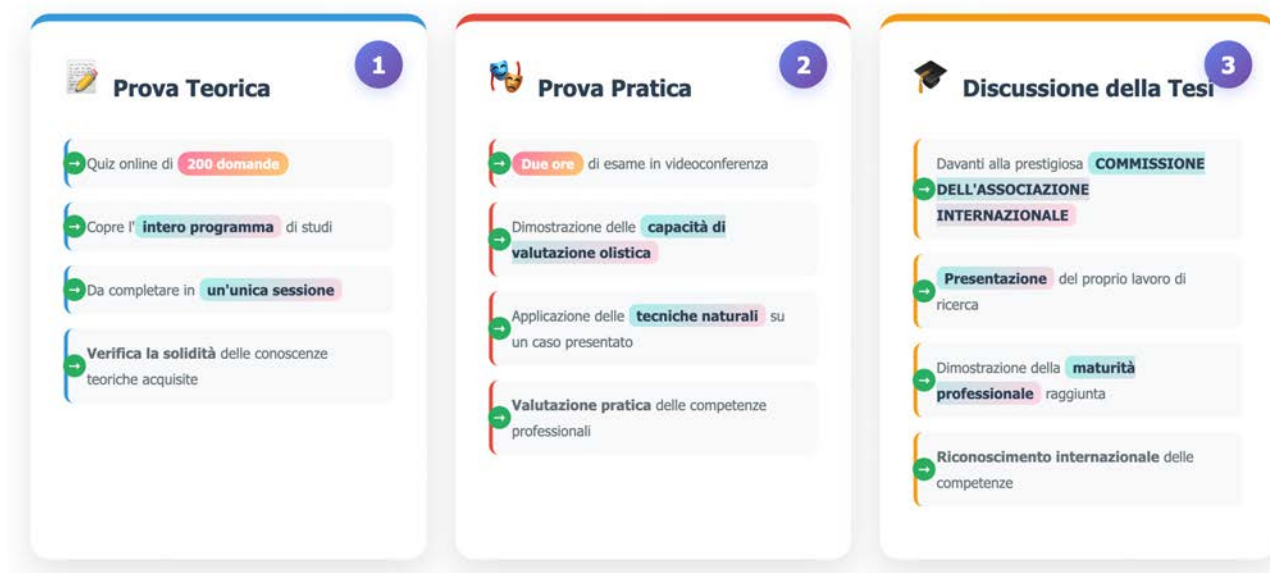 1
Prova Teorica
→ Quiz online di 200 domande
→ Copre l'intero programma di studi
→ Da completare in un'unica sessione
→ Verifica la solidità delle conoscenze
teoriche acquisite
2
Prova Pratica
→ Due ore di esame in videoconferenza
→ Dimostrazione delle capacità di
valutazione olistica
→ Applicazione delle tecniche naturali su
un caso presentato
→ Valutazione pratica delle competenze
professionali
3
Discussione della Tesi
Davanti alla prestigiosa COMMISSIONE
→ DELL'ASSOCIAZIONE
INTERNAZIONALE
→ Presentazione del proprio lavoro di
ricerca
→ Dimostrazione della maturità
professionale raggiunta
→ Riconoscimento internazionale delle
competenze